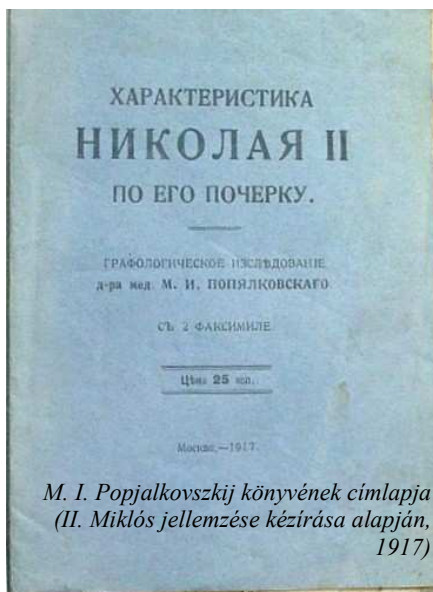 ХАРАКТЕРИСТИКА
НИКОЛАЯ II
ПО ЕГО ПОЧЕРКУ.
ГРАФОЛОГИЧЕСКОЕ ИЗСЛѢДОВАНІЕ
д-ра мед. М. И. ПОПЯЛКОВСКАГО
СЪ 2 ФАКСИМИЛЕ
Цѣна 25 коп.
Москва,—1917.
M. I. Popjalkovszkij könyvének címlapja
(II. Miklós jellemzése kézírása alapján,
1917)